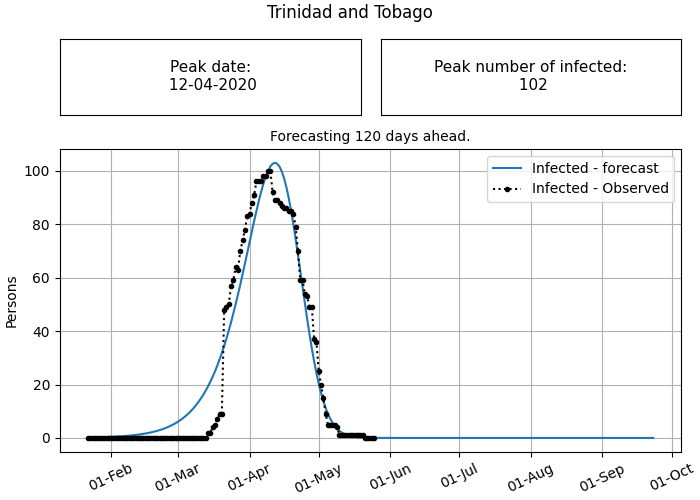 Trinidad and Tobago
Peak date:
12-04-2020
Peak number of infected:
102
Forecasting 120 days ahead.
Infected - forecast
Infected - Observed
Persons
100
80
60
40
20
0
01-Feb
01-Mar
01-Apr
01-May
01-Jun
01-Jul
01-Aug
01-Sep
01-Oct